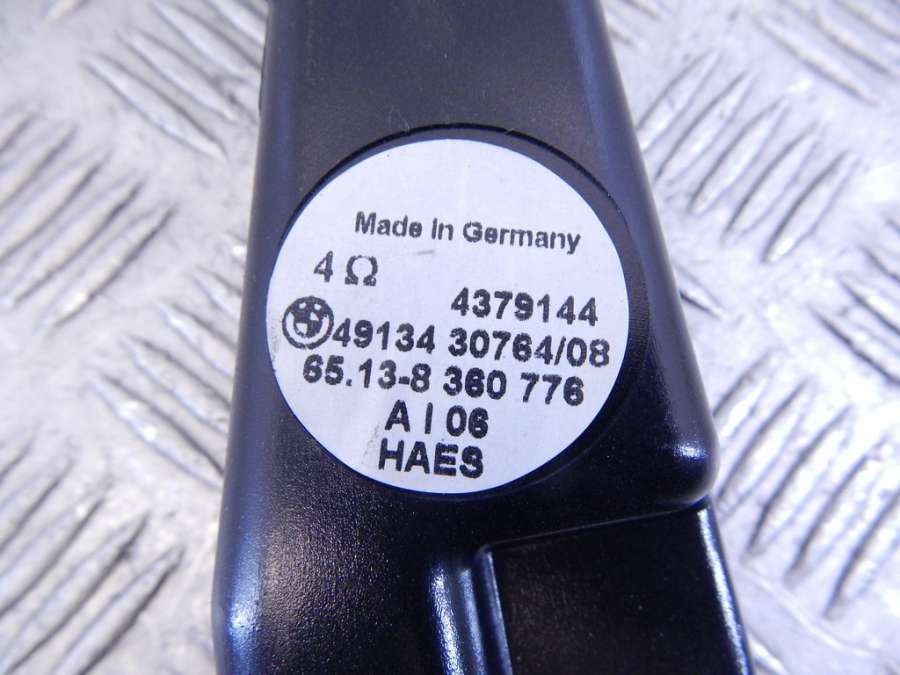 Made In Germany
4 Ω
4379144
49134 30764/08
65.13-8 360 776
A I 06
HAES